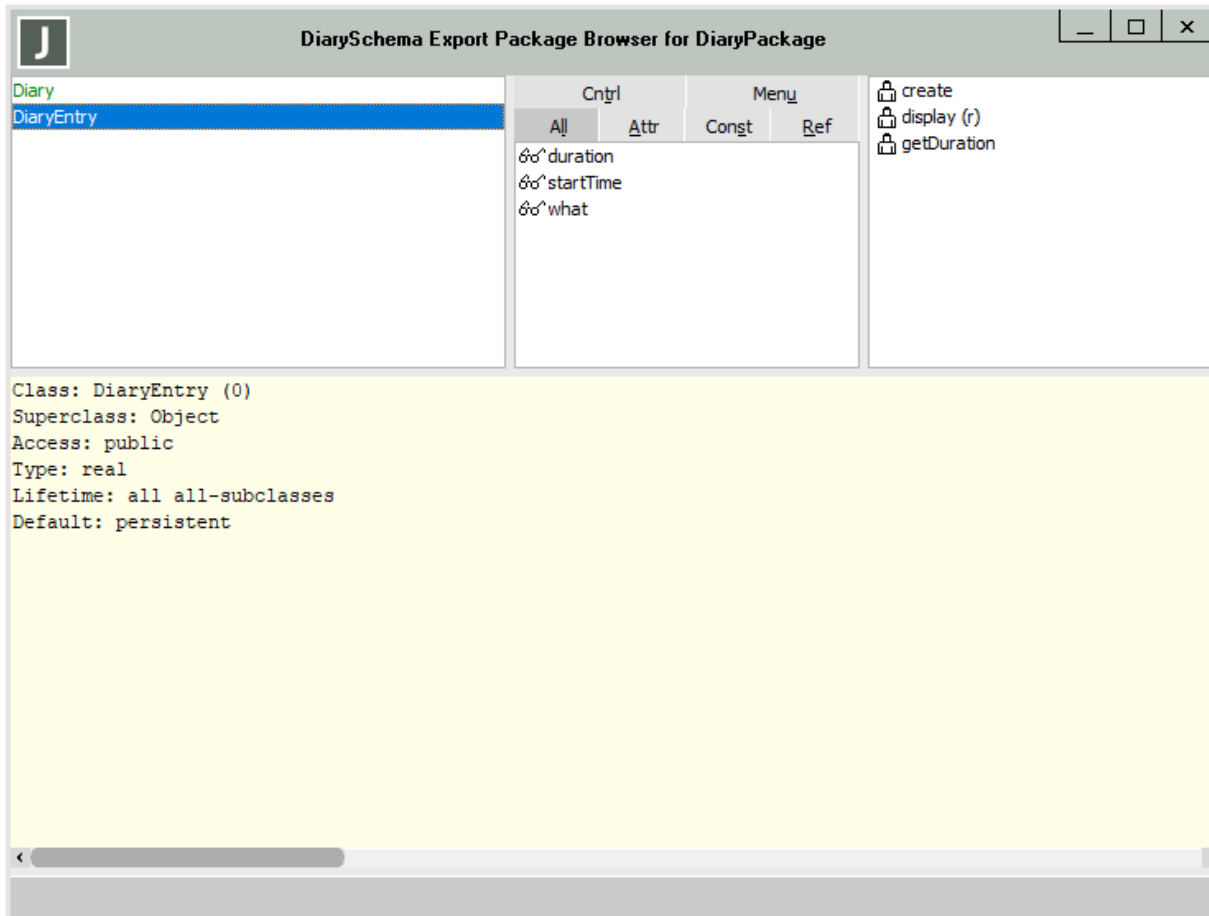 J
DiarySchema Export Package Browser for DiaryPackage
Diary
DiaryEntry
Cntrl
Menu
All
Attr
Const
Ref
duration
startTime
what
create
display (r)
getDuration
Class: DiaryEntry (0)
Superclass: Object
Access: public
Type: real
Lifetime: all all-subclasses
Default: persistent